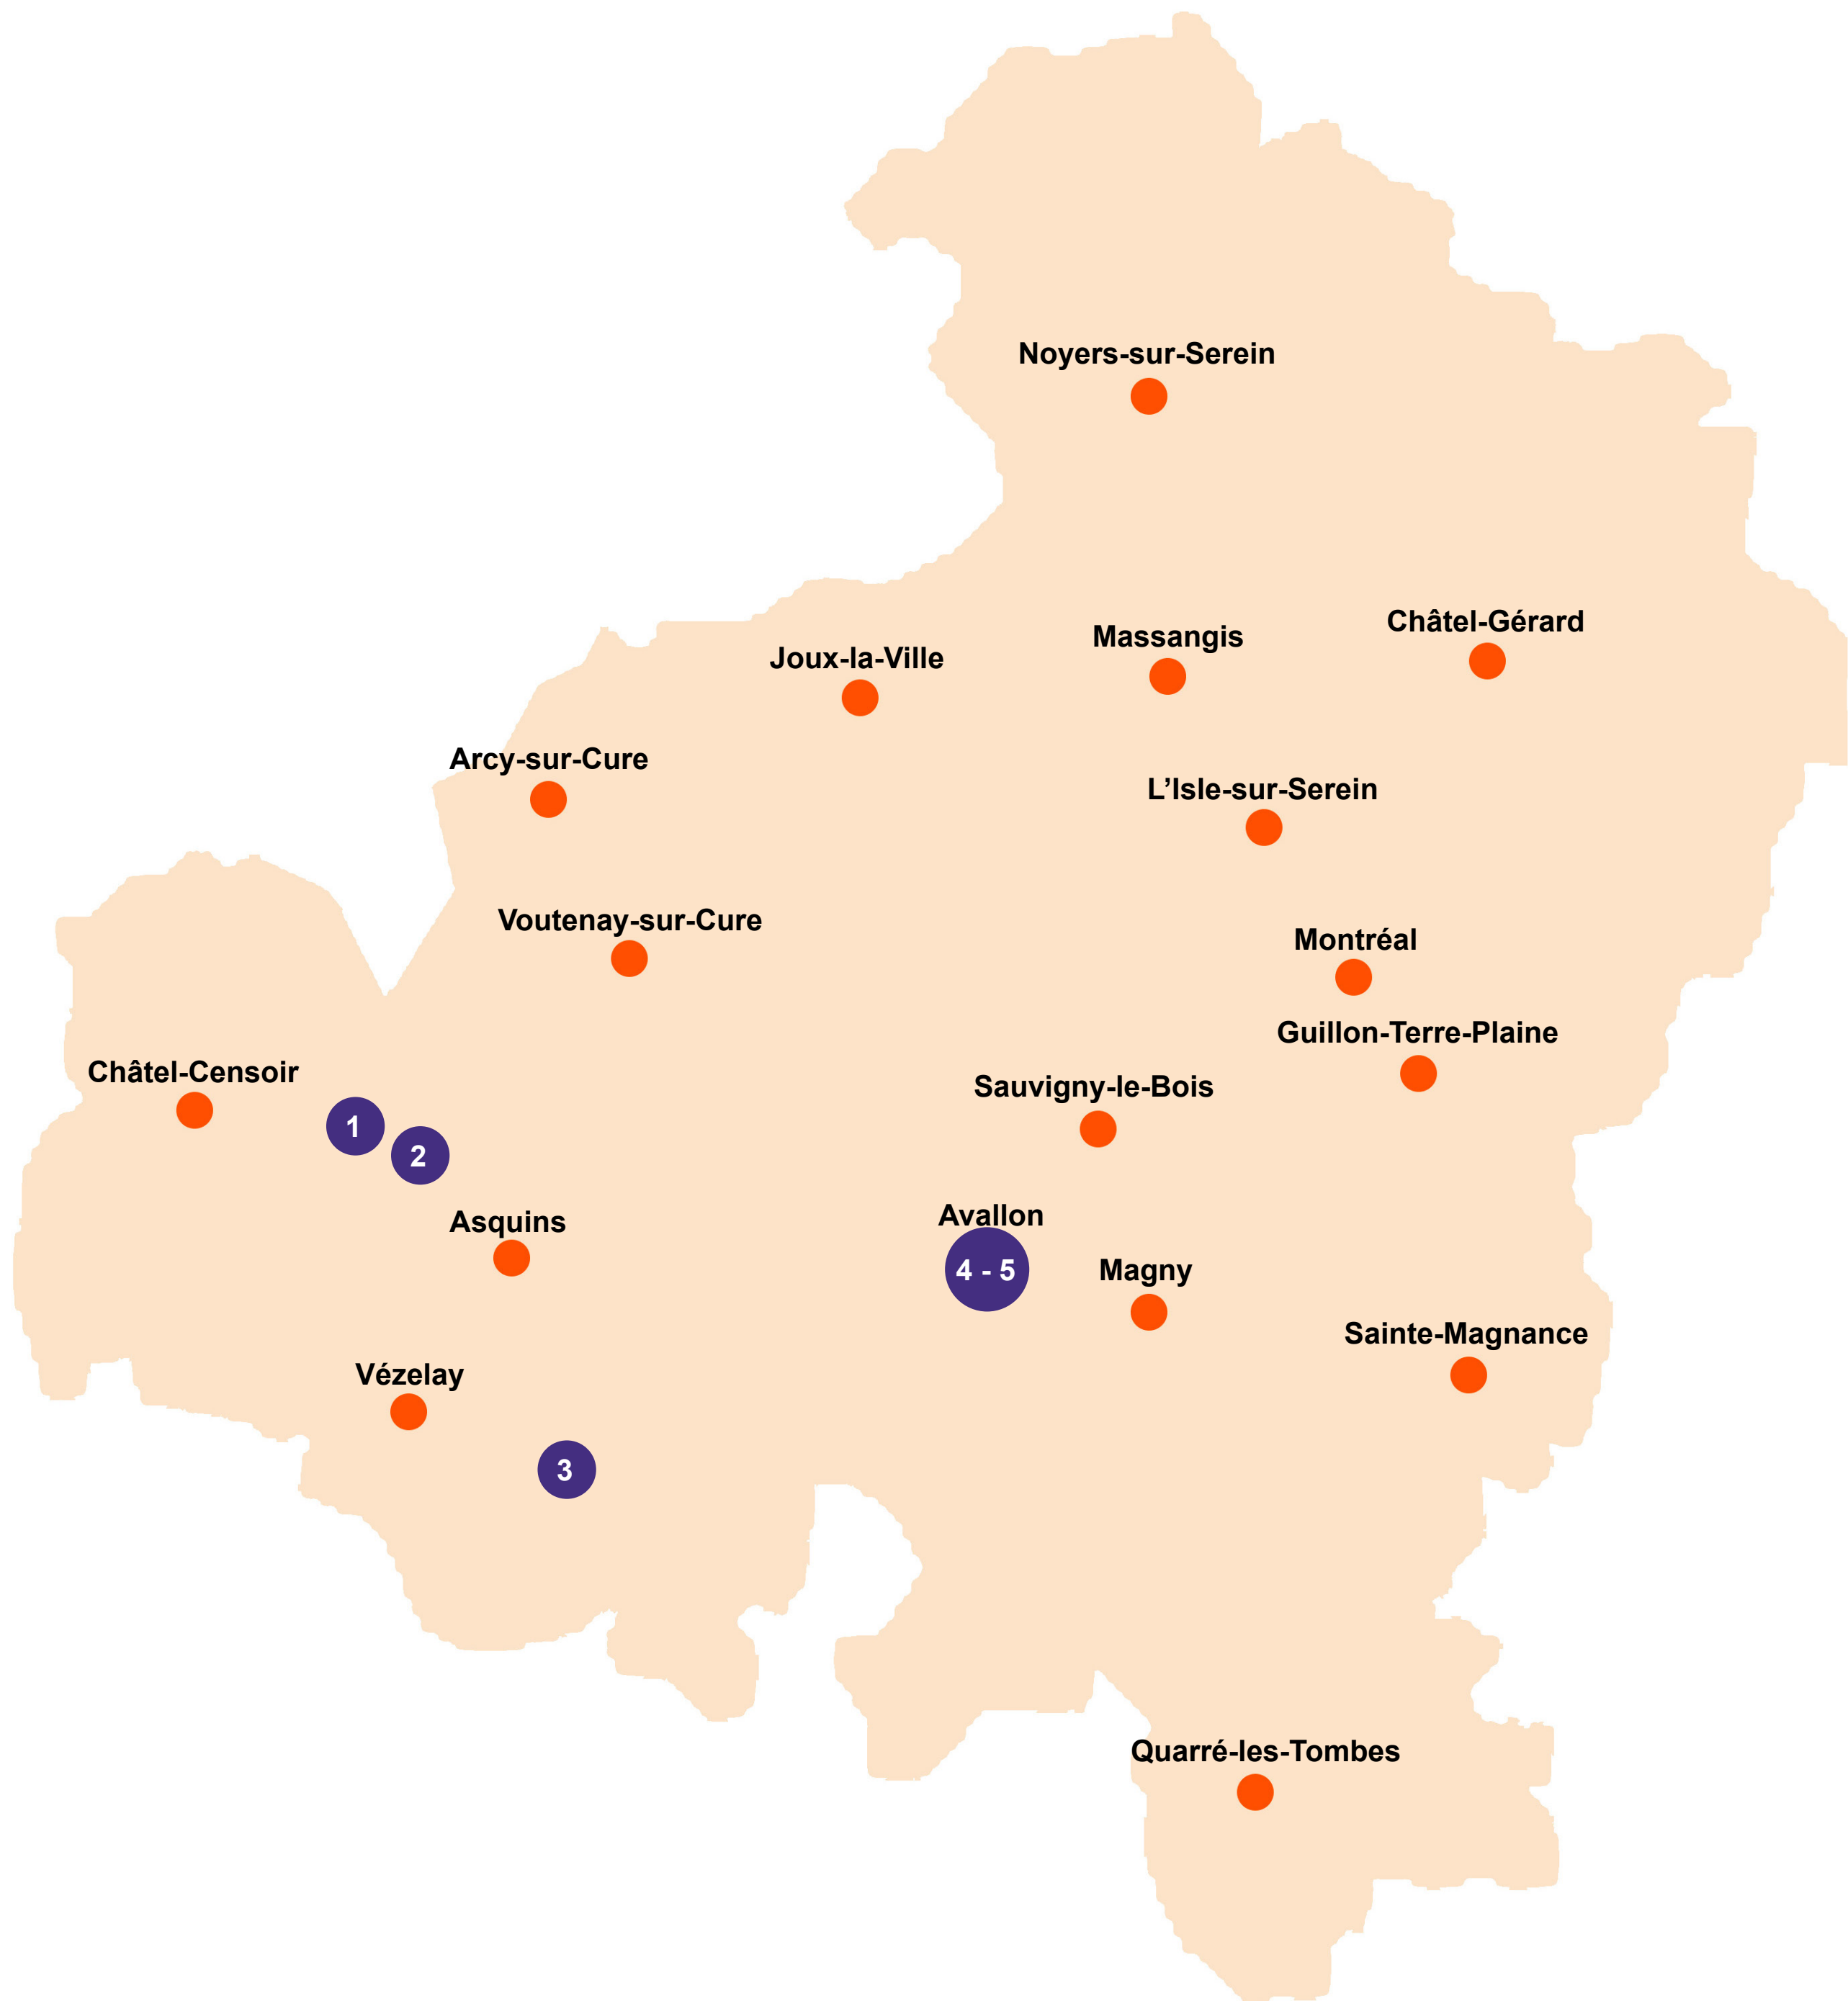 Noyers-sur-Serein
Châtel-Gérard
Massangis
Joux-la-Ville
Arcy-sur-Cure
L’Isle-sur-Serein
Voutenay-sur-Cure
Montréal
Guillon-Terre-Plaine
Châtel-Censoir
Sauvigny-le-Bois
1
2
Asquins
Avallon
4 - 5
Magny
Sainte-Magnance
Vézelay
3
Quarré-les-Tombes